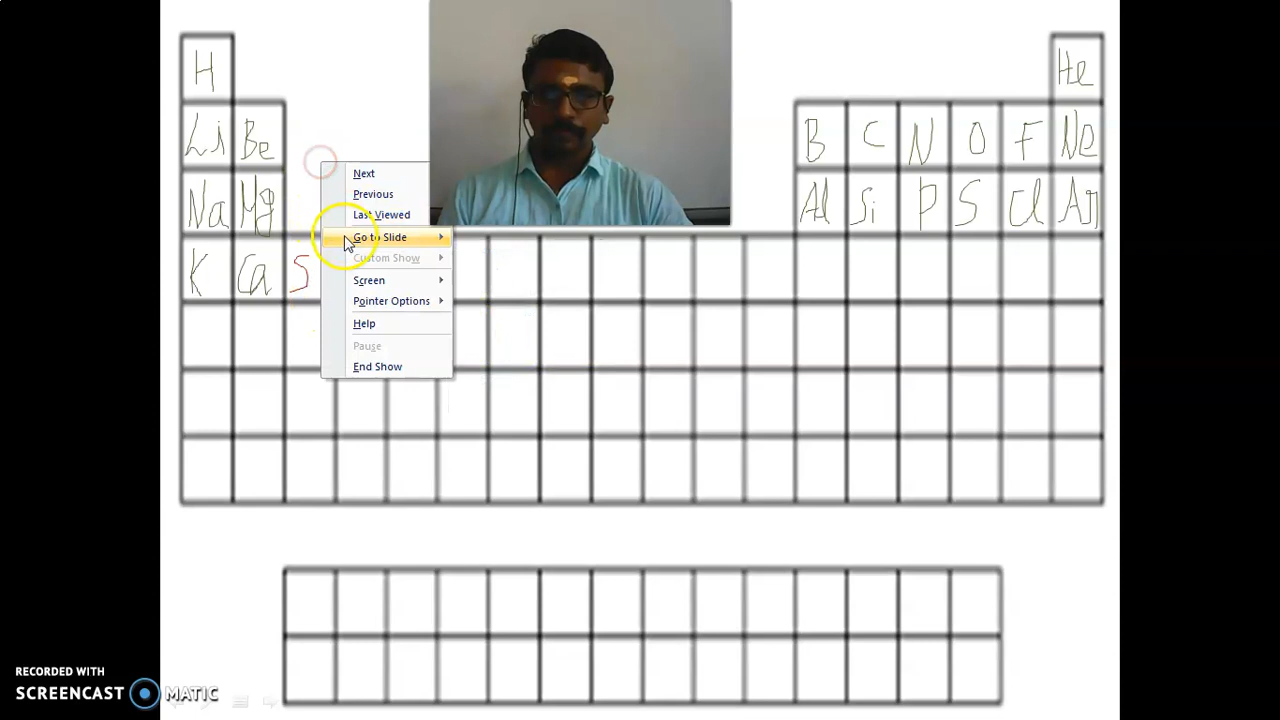 H He
Li Be B C N O F Ne
Next
Previous
Na Mg Al Si P S Cl Ar
Last Viewed
Go to Slide
Custom Show
K Ca S
Screen
Pointer Options
Help
Pause
End Show
RECORDED WITH
SCREENCAST MATIC